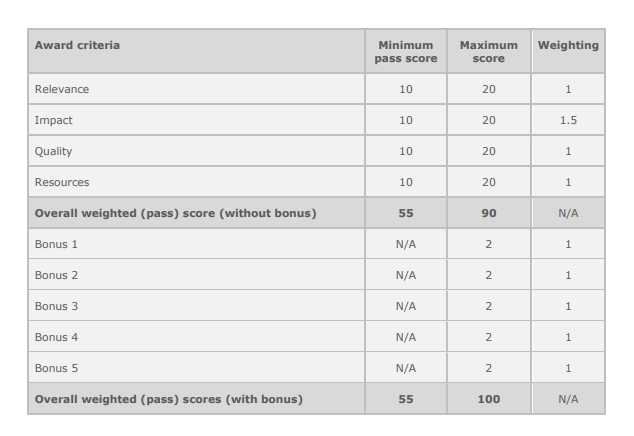 Award criteria Minimum pass score Maximum score Weighting
Relevance 10 20 1
Impact 10 20 1.5
Quality 10 20 1
Resources 10 20 1
Overall weighted (pass) score (without bonus) 55 90 N/A
Bonus 1 N/A 2 1
Bonus 2 N/A 2 1
Bonus 3 N/A 2 1
Bonus 4 N/A 2 1
Bonus 5 N/A 2 1
Overall weighted (pass) scores (with bonus) 55 100 N/A